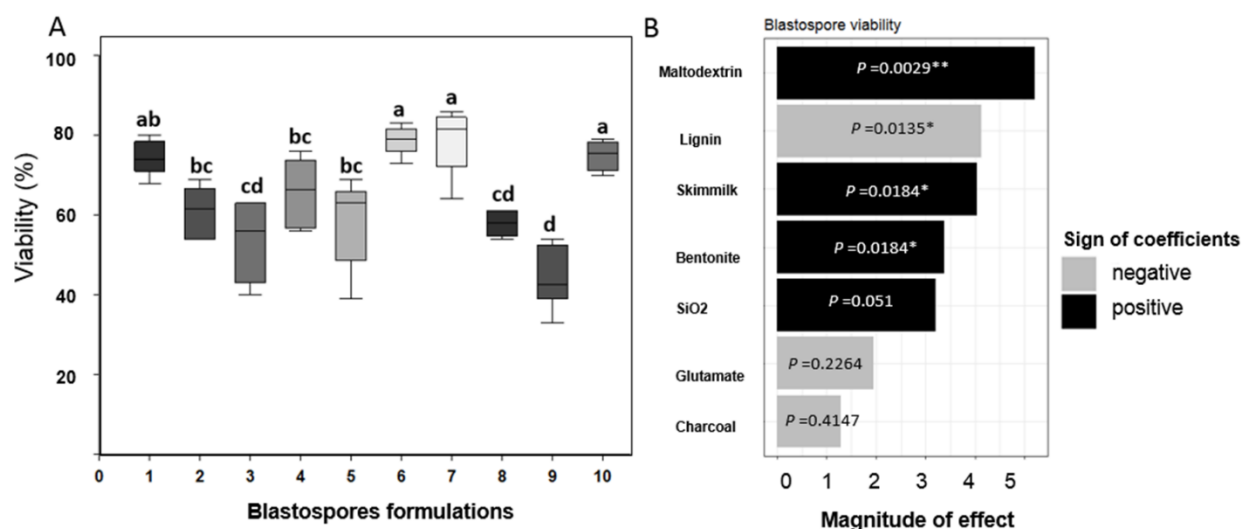 A
Viability (%)
100
80
60
40
20
ab
bc
cd
bc
bc
a
a
cd
d
a
0 1 2 3 4 5 6 7 8 9 10
Blastospores formulations
B
Blastospore viability
Maltodextrin
P =0.0029**
Lignin
P =0.0135*
Skimmilk
P =0.0184*
Bentonite
P =0.0184*
SiO2
P =0.051
Glutamate
P =0.2264
Charcoal
P =0.4147
0 1 2 3 4 5
Magnitude of effect
Sign of coefficients
negative
positive